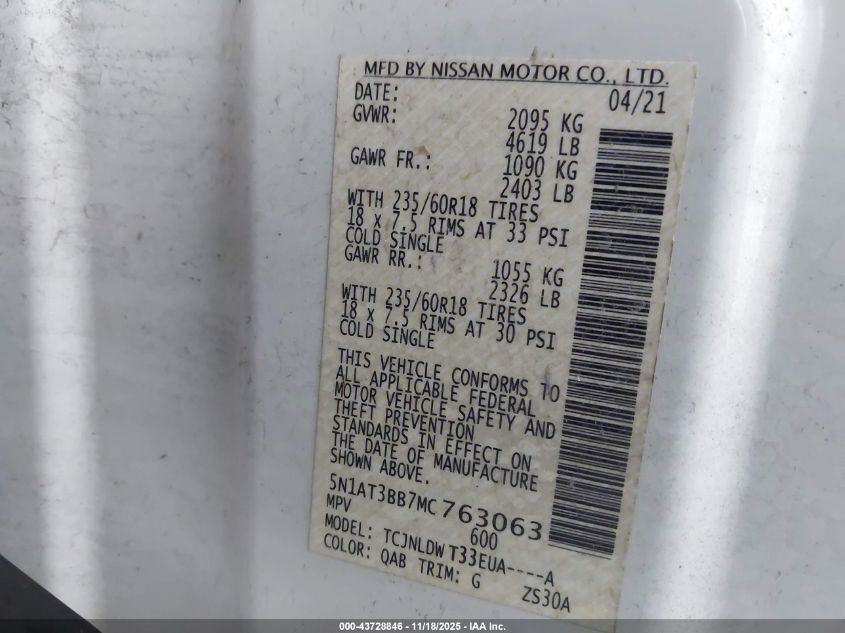 MFD BY NISSAN MOTOR CO., LTD.
DATE: 04/21
GVWR: 2095 KG
4619 LB
GAWR FR.: 1090 KG
2403 LB
WITH 235/60R18 TIRES
18 x 7.5 RIMS AT 33 PSI
COLD SINGLE
GAWR RR.: 1055 KG
2326 LB
WITH 235/60R18 TIRES
18 x 7.5 RIMS AT 30 PSI
COLD SINGLE
THIS VEHICLE CONFORMS TO
ALL APPLICABLE FEDERAL
MOTOR VEHICLE SAFETY AND
THEFT PREVENTION
STANDARDS IN EFFECT ON
THE DATE OF MANUFACTURE
SHOWN ABOVE.
5N1AT3BB7MC763063
MPV 600
MODEL: TCJNLDWT33EUA----A
COLOR: QAB TRIM: G ZS30A
000-43728846 - 11/18/2025 - IAA Inc.